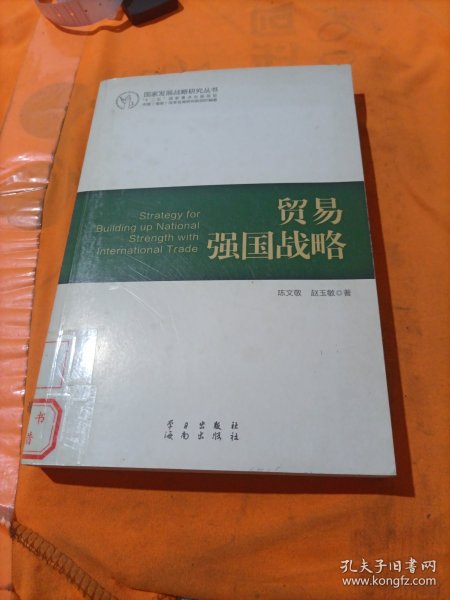 国家发展战略研究丛书
贸易
强国战略
Strategy for
Building up National
Strength with
International Trade
陈文敬 赵玉敏◎著
学习出版社
海南出版社
书
孔夫子旧书网
www.kongfz.com